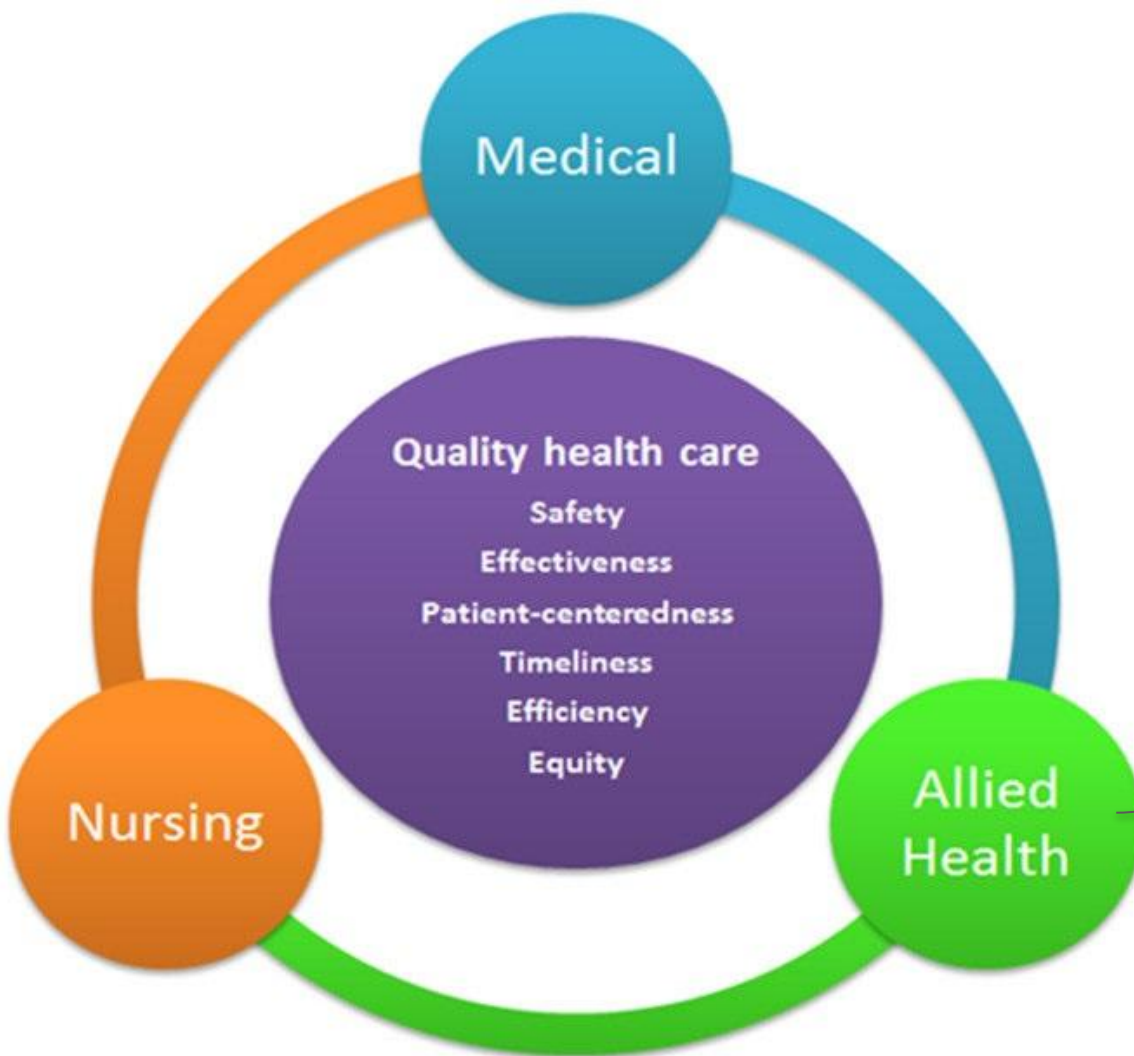 Medical
Quality health care
Safety
Effectiveness
Patient-centeredness
Timeliness
Efficiency
Equity
Nursing
Allied
Health